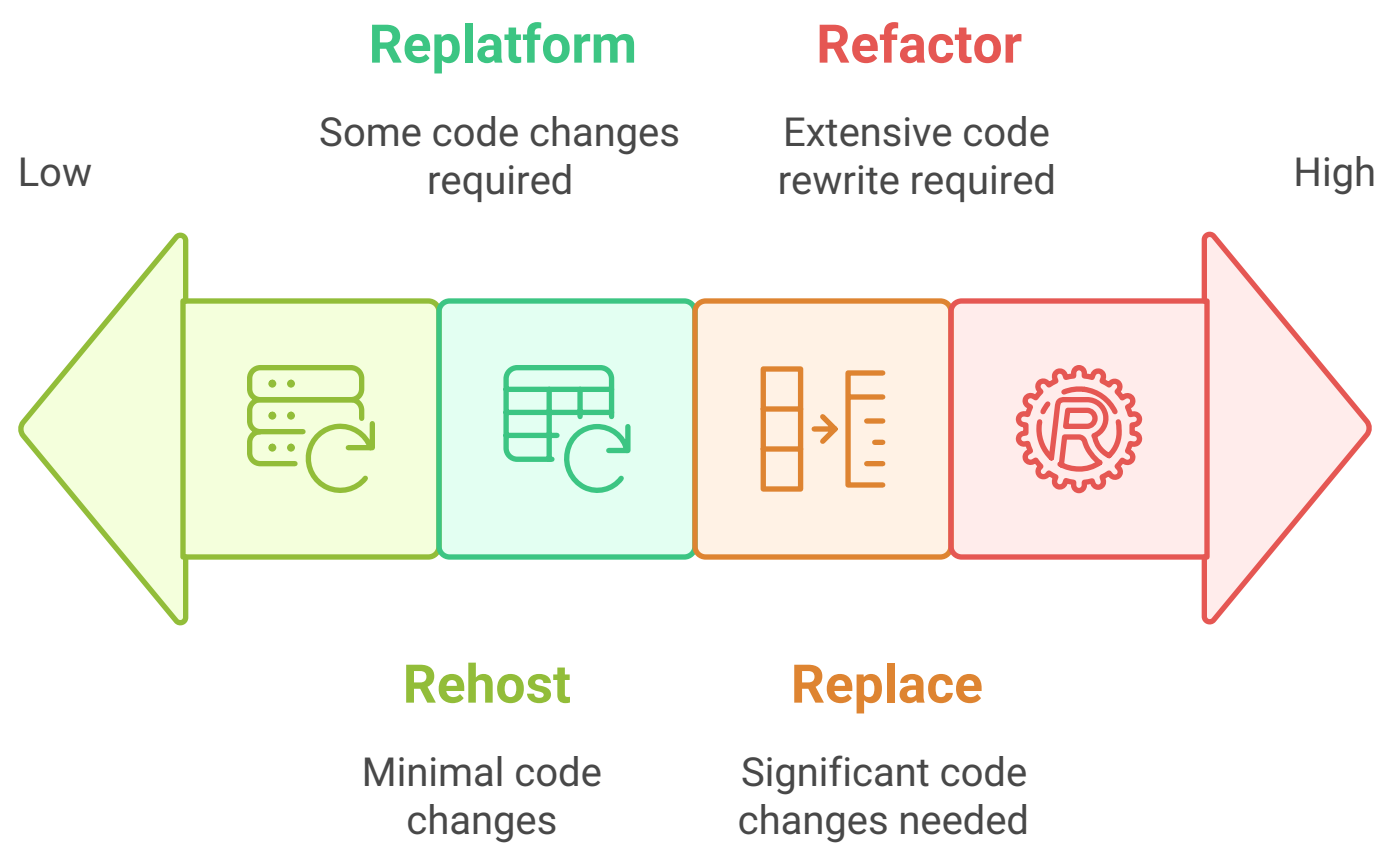 Replatform
Some code changes
required
Refactor
Extensive code
rewrite required
Low
High
R
Rehost
Minimal code
changes
Replace
Significant code
changes needed